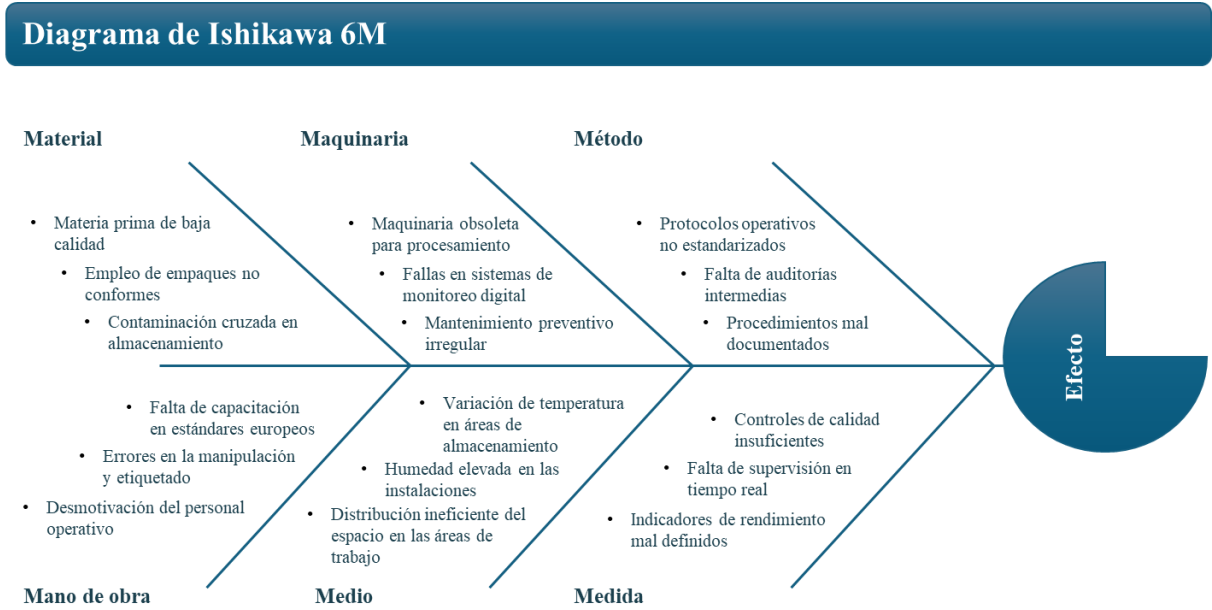 Diagrama de Ishikawa 6M
Material
Maquinaria
Método
• Materia prima de baja
calidad
• Empleo de empaques no
conformes
• Contaminación cruzada en
almacenamiento
• Maquinaria obsoleta
para procesamiento
• Fallas en sistemas de
monitoreo digital
• Mantenimiento preventivo
irregular
• Protocolos operativos
no estandarizados
• Falta de auditorías
intermedias
• Procedimientos mal
documentados
Efecto
• Falta de capacitación
en estándares europeos
• Errores en la manipulación
y etiquetado
• Desmotivación del personal
operativo
• Variación de temperatura
en áreas de
almacenamiento
• Humedad elevada en las
instalaciones
• Distribución ineficiente del
espacio en las áreas de
trabajo
• Controles de calidad
insuficientes
• Falta de supervisión en
tiempo real
• Indicadores de rendimiento
mal definidos
Mano de obra
Medio
Medida